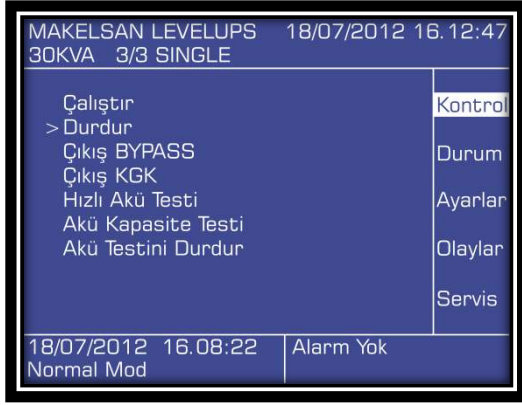 MAKELSAN LEVELUPS 18/07/2012 16.12:47
30KVA 3/3 SINGLE
Çalıştır
>Durdur
Çıkış BYPASS
Çıkış KGK
Hızlı Akü Testi
Akü Kapasite Testi
Akü Testini Durdur
Kontrol
Durum
Ayarlar
Olaylar
Servis
18/07/2012 16.08:22 Alarm Yok
Normal Mod